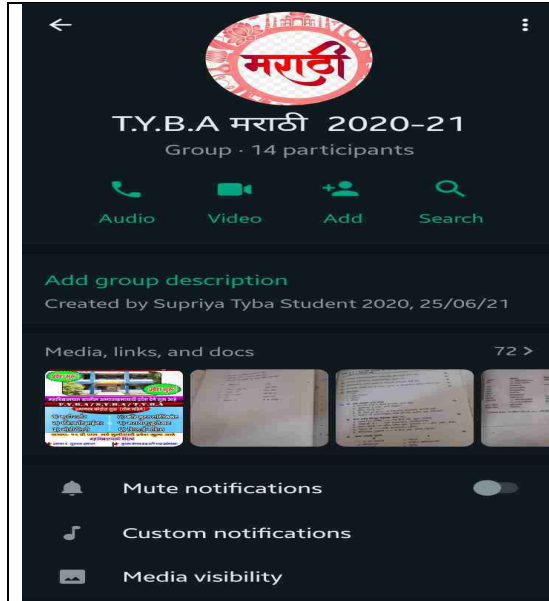 मराठी
T.Y.B.A मराठी 2020-21
Group · 14 participants
Audio Video Add Search
Add group description
Created by Supriya Tyba Student 2020, 25/06/21
Media, links, and docs 72 >
F.Y.B.A / S.Y.B.A / T.Y.B.A
Mute notifications
Custom notifications
Media visibility